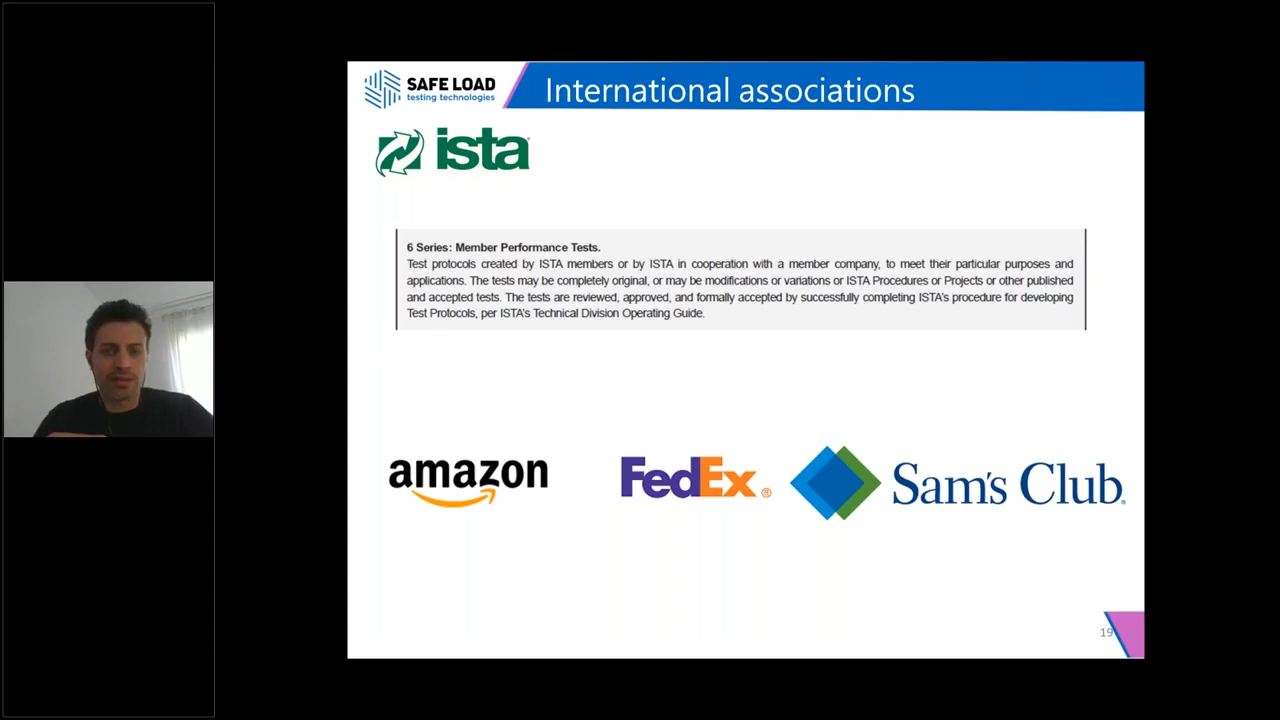 SAFE LOAD
testing technologies
International associations
ista
6 Series: Member Performance Tests.
Test protocols created by ISTA members or by ISTA in cooperation with a member company, to meet their particular purposes and
applications. The tests may be completely original, or may be modifications or variations or ISTA Procedures or Projects or other published
and accepted tests. The tests are reviewed, approved, and formally accepted by successfully completing ISTA's procedure for developing
Test Protocols, per ISTA's Technical Division Operating Guide.
amazon
FedEx®
Sam's Club®
19